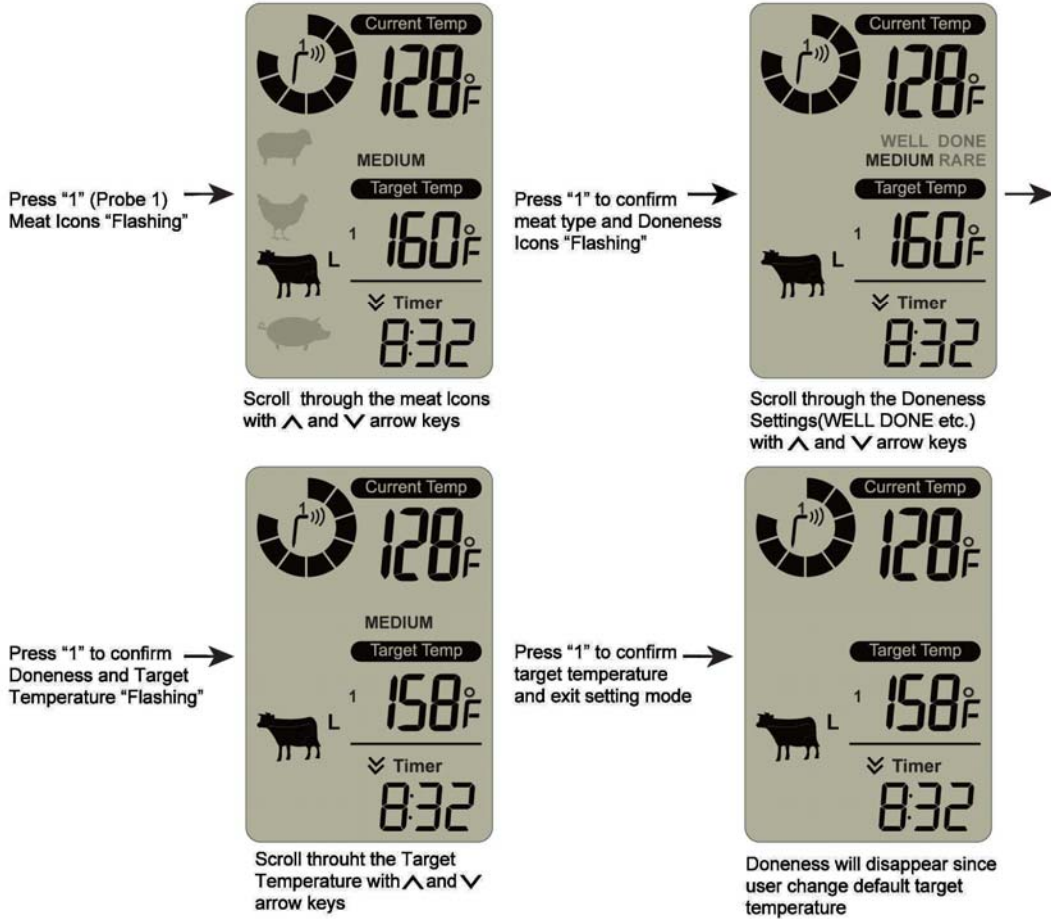 Press "1" (Probe 1)
Meat Icons "Flashing"
1
Current Temp
128°F
MEDIUM
Target Temp
1 160°F
L
Timer
8:32
Scroll through the meat Icons
with ∧ and ∨ arrow keys
Press "1" to confirm
meat type and Doneness
Icons "Flashing"
1
Current Temp
128°F
WELL DONE
MEDIUM RARE
Target Temp
1 160°F
L
Timer
8:32
Scroll through the Doneness
Settings(WELL DONE etc.)
with ∧ and ∨ arrow keys
Press "1" to confirm
Doneness and Target
Temperature "Flashing"
1
Current Temp
128°F
MEDIUM
Target Temp
1 158°F
L
Timer
8:32
Scroll throuht the Target
Temperature with ∧ and ∨
arrow keys
Press "1" to confirm
target temperature
and exit setting mode
1
Current Temp
128°F
Target Temp
1 158°F
L
Timer
8:32
Doneness will disappear since
user change default target
temperature